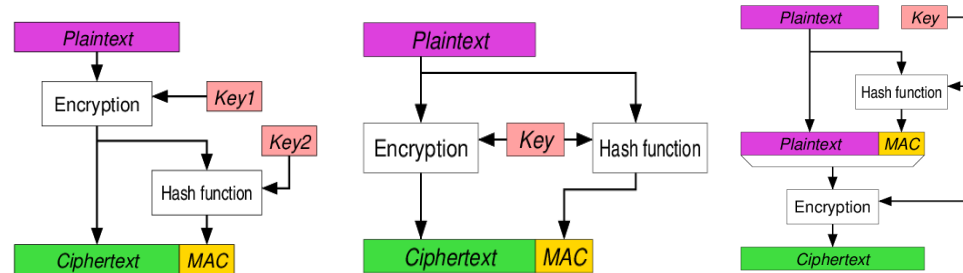 Plaintext
Encryption
Key1
Key2
Hash function
Ciphertext
MAC
Plaintext
Encryption
Key
Hash function
Ciphertext
MAC
Plaintext
Key
Hash function
Plaintext
MAC
Encryption
Ciphertext